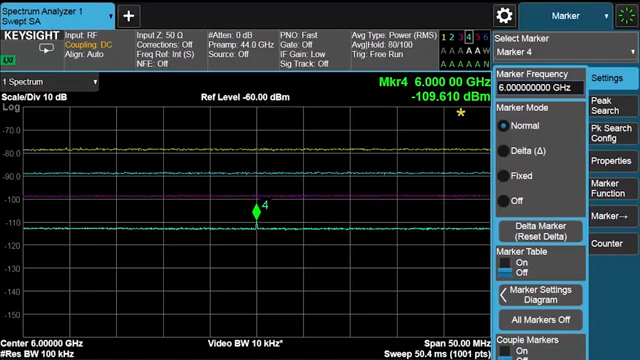 Spectrum Analyzer 1
Swept SA
Marker
KEYSIGHT
Input: RF
Coupling: DC
Align: Auto
Input Z: 50 Ω
Corrections: Off
Freq Ref: Int (S)
NFE: Off
#Atten: 0 dB
Preamp: 44.0 GHz
Source: Off
PNO: Fast
Gate: Off
IF Gain: Low
Sig Track: Off
Avg Type: Power (RMS)
Avg|Hold: 80/100
Trig: Free Run
1 2 3 4 5 6
LXI
Select Marker
Marker 4
1 Spectrum
Mkr4 6.000 00 GHz
-109.610 dBm
Scale/Div 10 dB
Ref Level -60.00 dBm
Log
-70.0
-80.0
-90.0
-100
-110
-120
-130
-140
-150
4
Center 6.00000 GHz
#Res BW 100 kHz
Video BW 10 kHz*
Span 50.00 MHz
Sweep 50.4 ms (1001 pts)
Marker Frequency
6.000000000 GHz
Marker Mode
Normal
Delta (Δ)
Fixed
Off
Delta Marker
(Reset Delta)
Marker Table
On
Off
Marker Settings
Diagram
All Markers Off
Couple Markers
On
Off
Settings
Peak
Search
Pk Search
Config
Properties
Marker
Function
Marker→
Counter